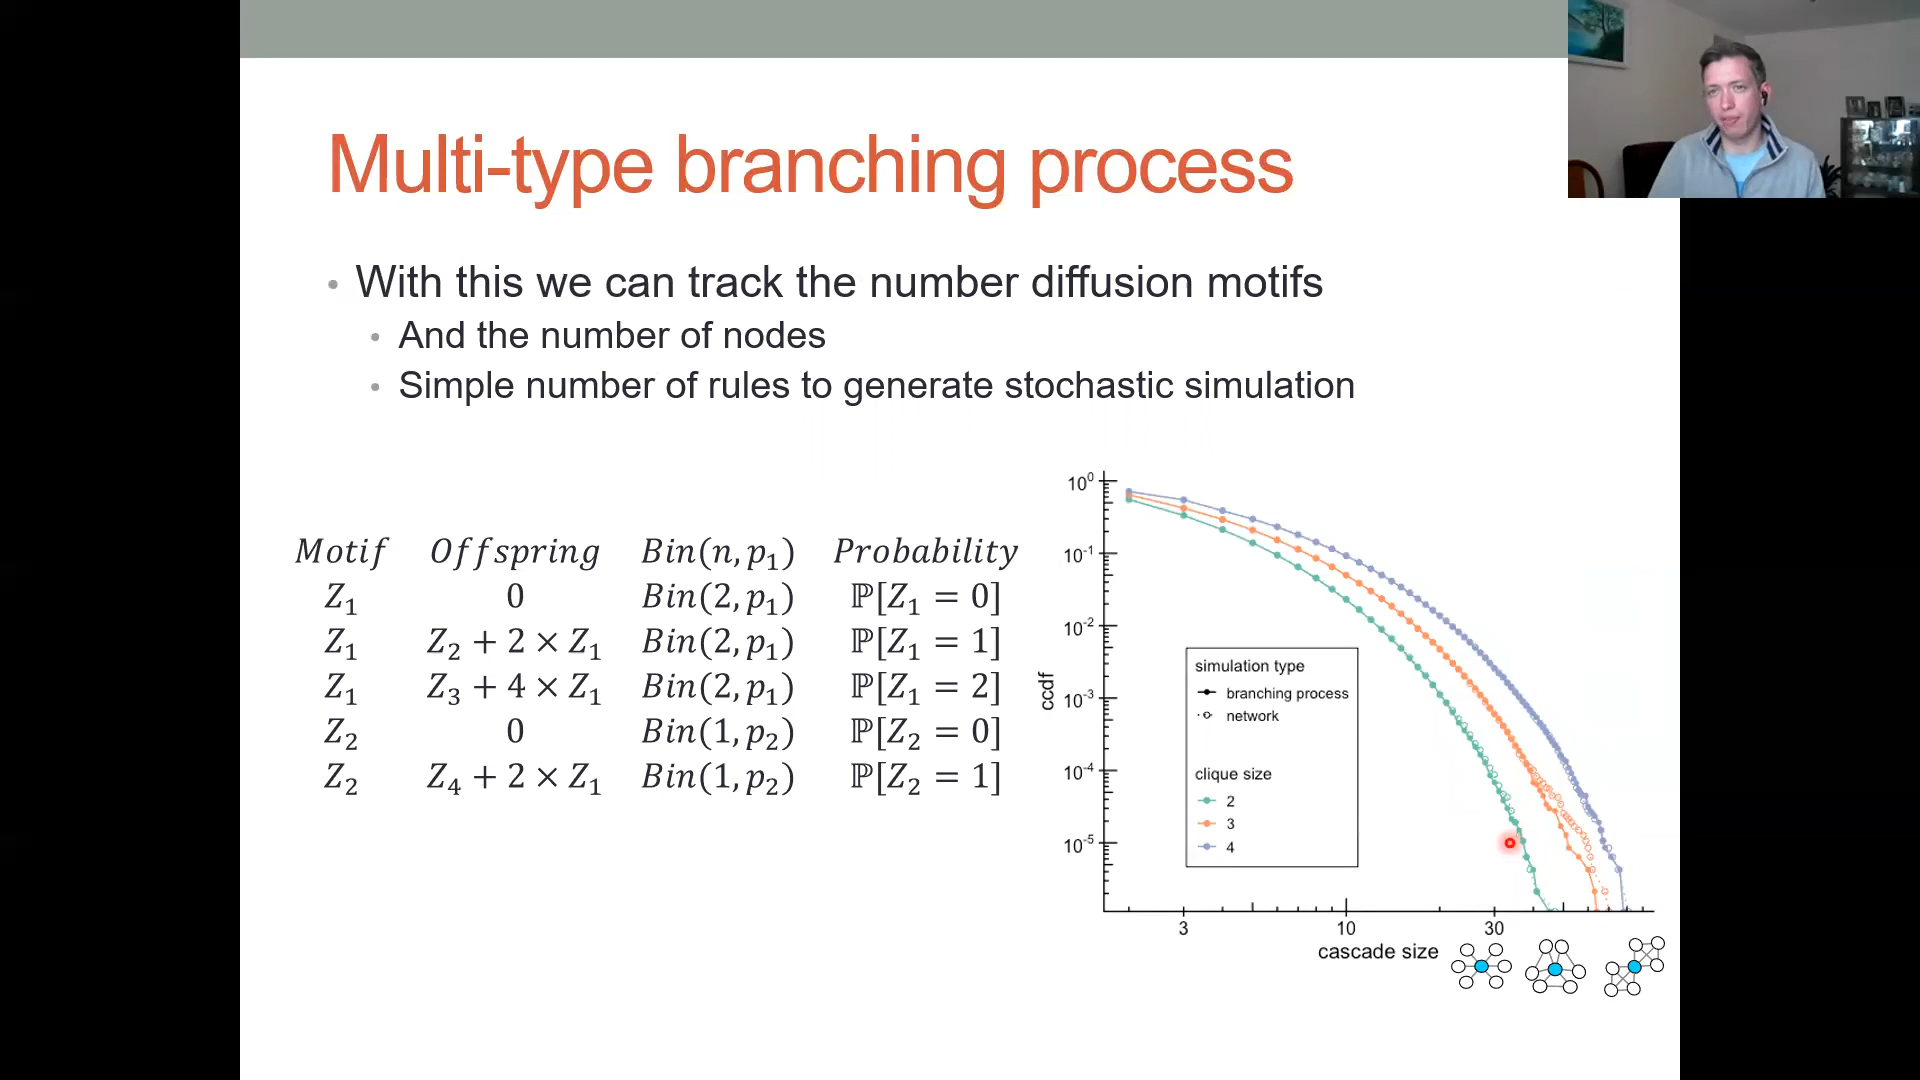 Multi-type branching process
• With this we can track the number diffusion motifs
• And the number of nodes
• Simple number of rules to generate stochastic simulation
Motif Offspring Bin(n, p₁) Probability
Z₁ 0 Bin(2, p₁) ℙ[Z₁ = 0]
Z₁ Z₂ + 2 × Z₁ Bin(2, p₁) ℙ[Z₁ = 1]
Z₁ Z₃ + 4 × Z₁ Bin(2, p₁) ℙ[Z₁ = 2]
Z₂ 0 Bin(1, p₂) ℙ[Z₂ = 0]
Z₂ Z₄ + 2 × Z₁ Bin(1, p₂) ℙ[Z₂ = 1]
10⁰
10⁻¹
10⁻²
10⁻³
10⁻⁴
10⁻⁵
ccdf
simulation type
branching process
network
clique size
2
3
4
3 10 30
cascade size